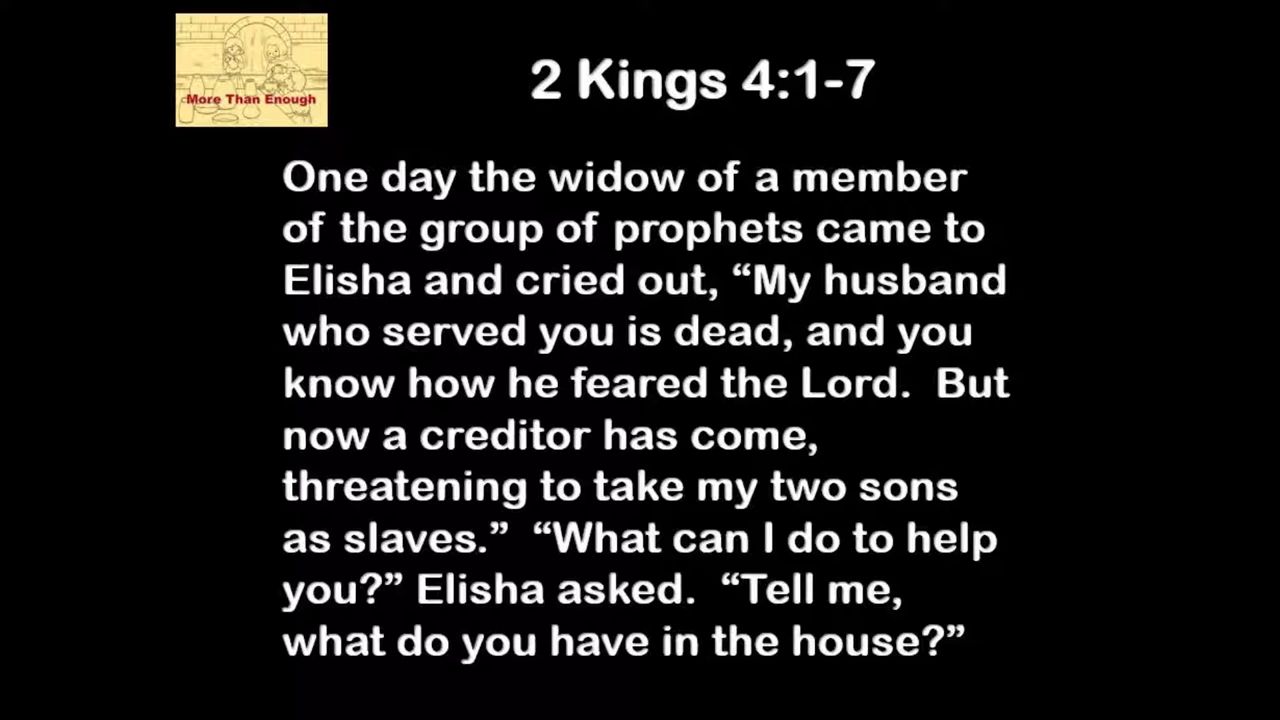 More Than Enough
2 Kings 4:1-7
One day the widow of a member
of the group of prophets came to
Elisha and cried out, “My husband
who served you is dead, and you
know how he feared the Lord.  But
now a creditor has come,
threatening to take my two sons
as slaves.”  “What can I do to help
you?” Elisha asked.  “Tell me,
what do you have in the house?”